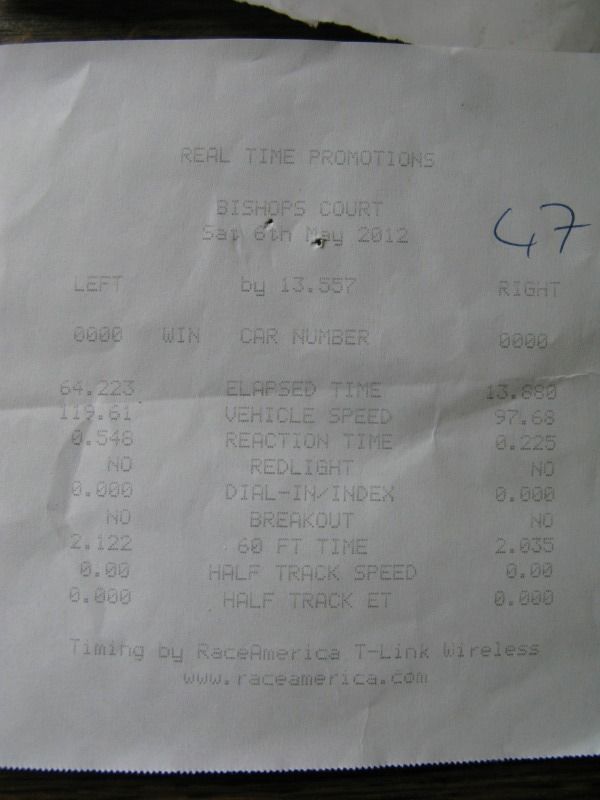 REAL TIME PROMOTIONS
BISHOPS COURT
Sat 6th May 2012
47
LEFT by 13.557 RIGHT
0000 WIN CAR NUMBER 0000
64.223 ELAPSED TIME 13.880
119.61 VEHICLE SPEED 97.68
0.548 REACTION TIME 0.225
NO REDLIGHT NO
0.000 DIAL-IN/INDEX 0.000
NO BREAKOUT NO
2.122 60 FT TIME 2.035
0.00 HALF TRACK SPEED 0.00
0.000 HALF TRACK ET 0.000
Timing by RaceAmerica T-Link Wireless
www.raceamerica.com